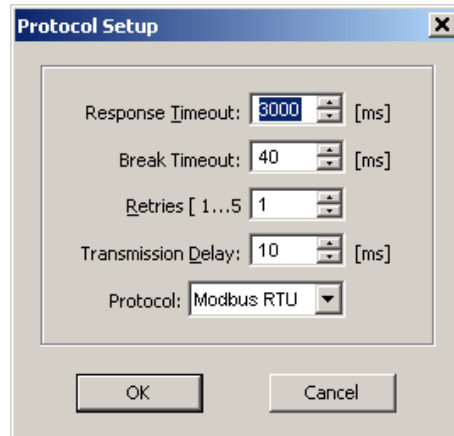 Protocol Setup
Response Timeout: 3000 [ms]
Break Timeout: 40 [ms]
Retries [ 1...5 1
Transmission Delay: 10 [ms]
Protocol: Modbus RTU
OK Cancel